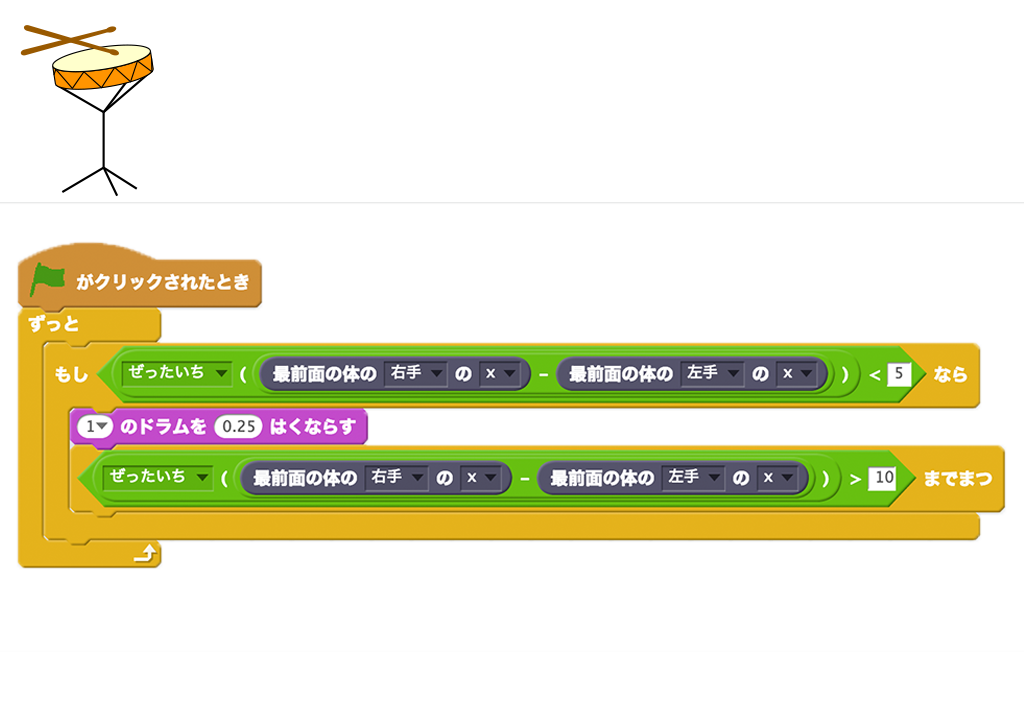 がクリックされたとき
ずっと
もし ぜったいち ( 最前面の体の 右手 の x - 最前面の体の 左手 の x ) < 5 なら
1 のドラムを 0.25 はくならす
ぜったいち ( 最前面の体の 右手 の x - 最前面の体の 左手 の x ) > 10 までまつ